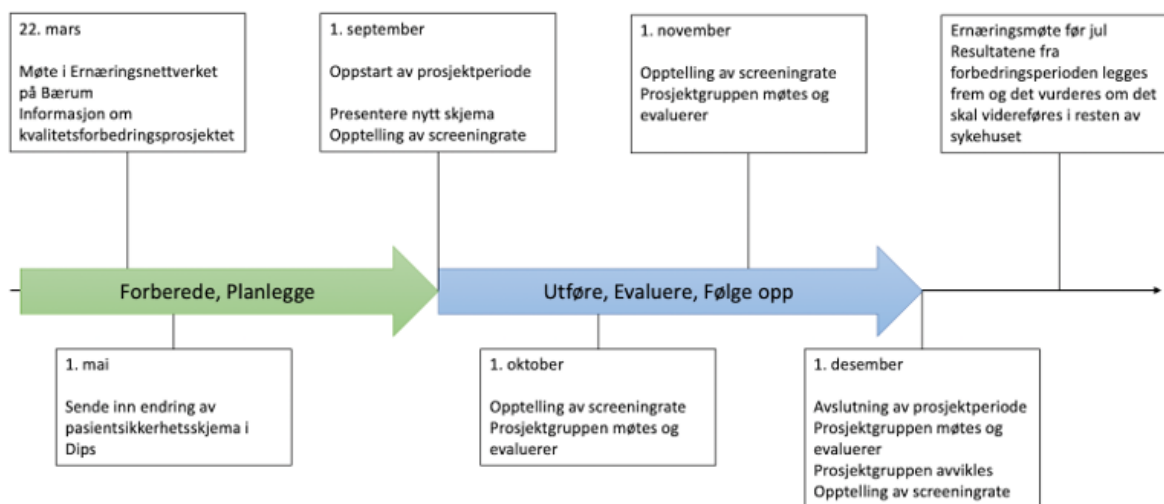 22. mars
Møte i Ernæringsnettverket
på Bærum
Informasjon om
kvalitetsforbedringsprosjektet
1. september
Oppstart av prosjektperiode
Presentere nytt skjema
Opptelling av screeningrate
1. november
Opptelling av screeningrate
Prosjektgruppen møtes og
evaluerer
Ernæringsmøte før jul
Resultatene fra
forbedringsperioden legges
frem og det vurderes om det
skal videreføres i resten av
sykehuset
Forberede, Planlegge
Utføre, Evaluere, Følge opp
1. mai
Sende inn endring av
pasientsikkerhetsskjema i
Dips
1. oktober
Opptelling av screeningrate
Prosjektgruppen møtes og
evaluerer
1. desember
Avslutning av prosjektperiode
Prosjektgruppen møtes og
evaluerer
Prosjektgruppen avvikles
Opptelling av screeningrate